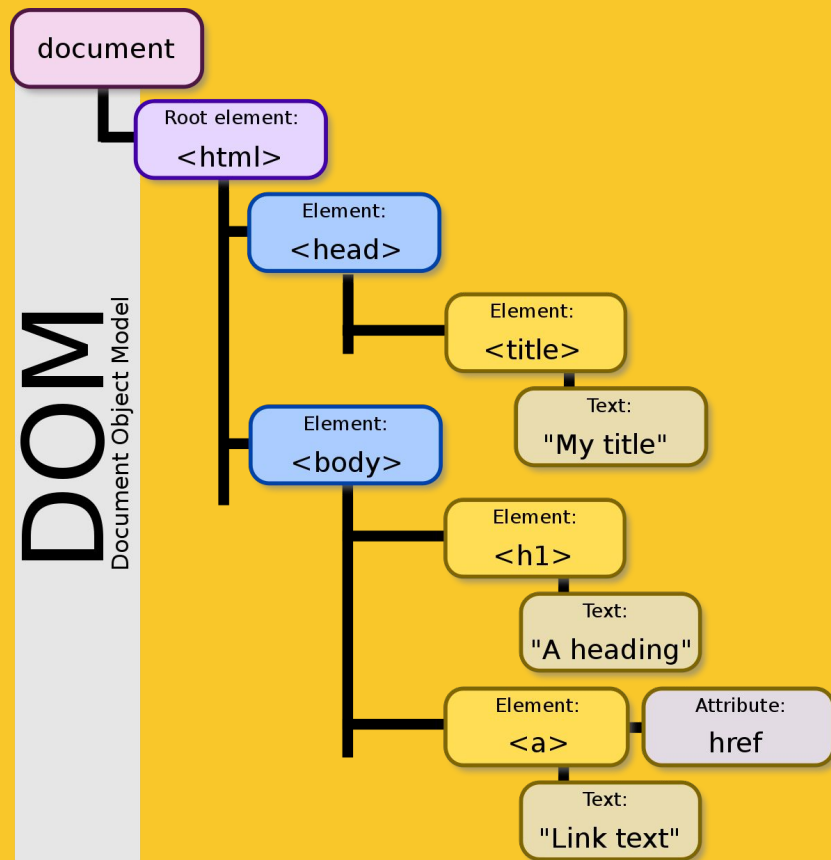 document
Root element:
<html>
Element:
<head>
Element:
<title>
Text:
"My title"
Element:
<body>
Element:
<h1>
Text:
"A heading"
Element:
<a>
Attribute:
href
Text:
"Link text"
DOM
Document Object Model